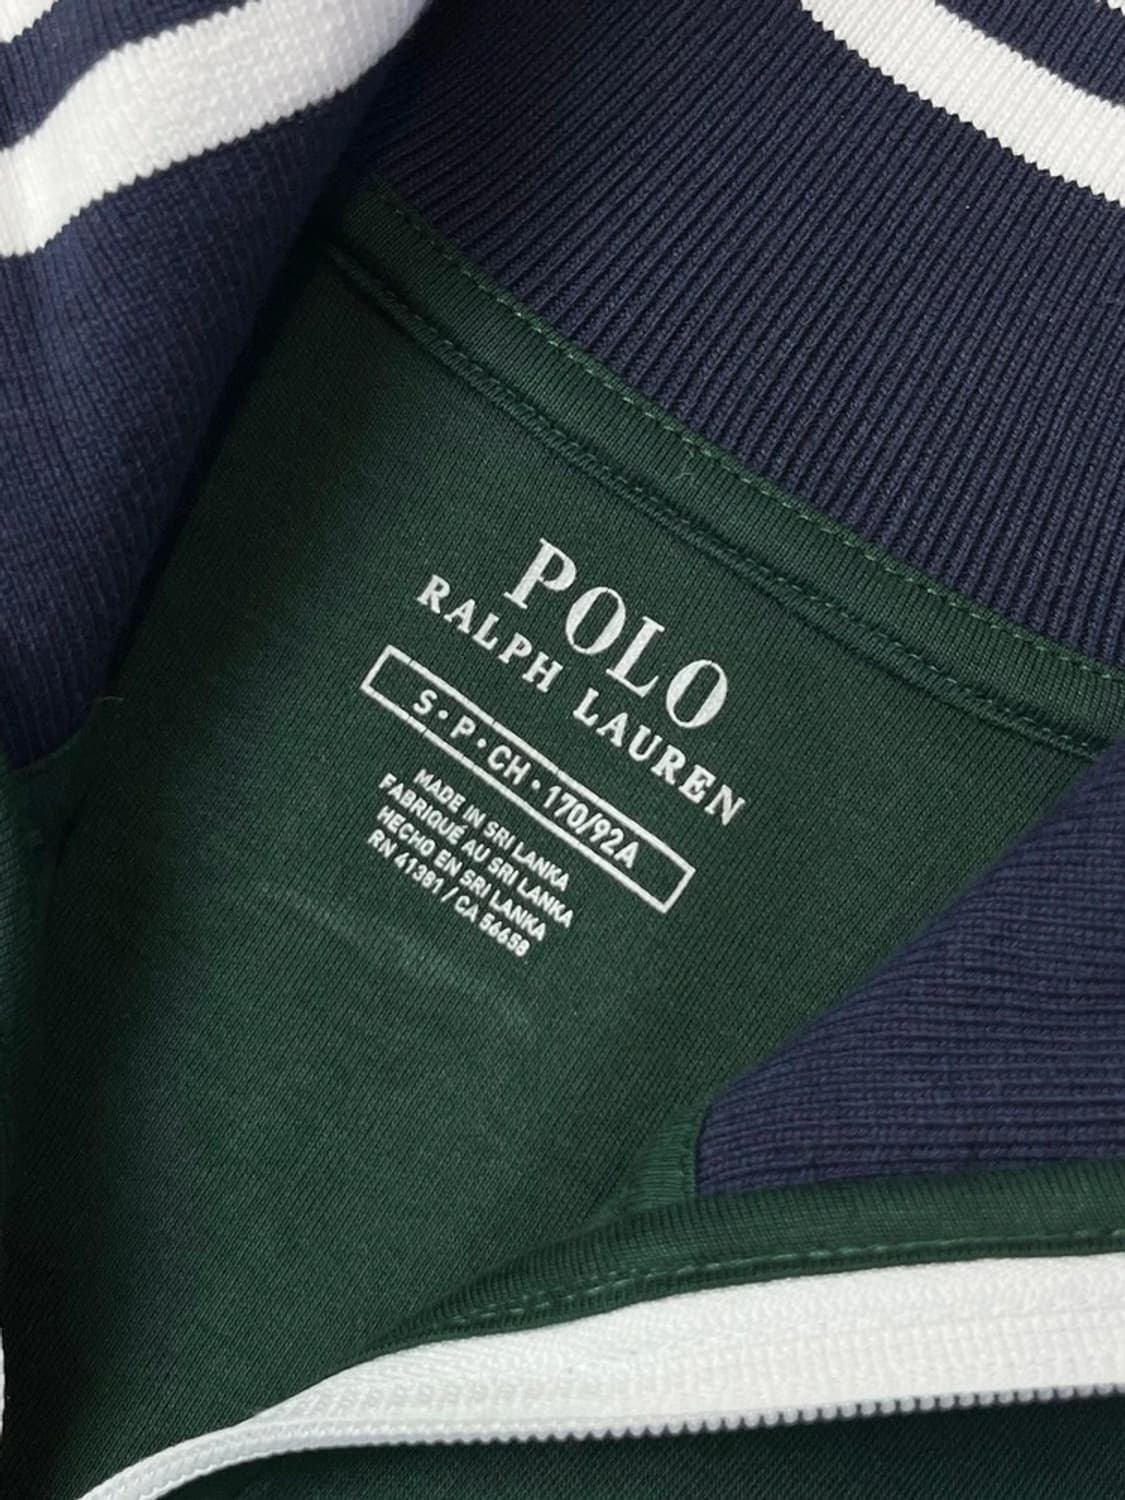 POLO
RALPH LAUREN
S • P • CH • 170/92A
MADE IN SRI LANKA
FABRIQUÉ AU SRI LANKA
HECHO EN SRI LANKA
RN 41381 / CA 56658